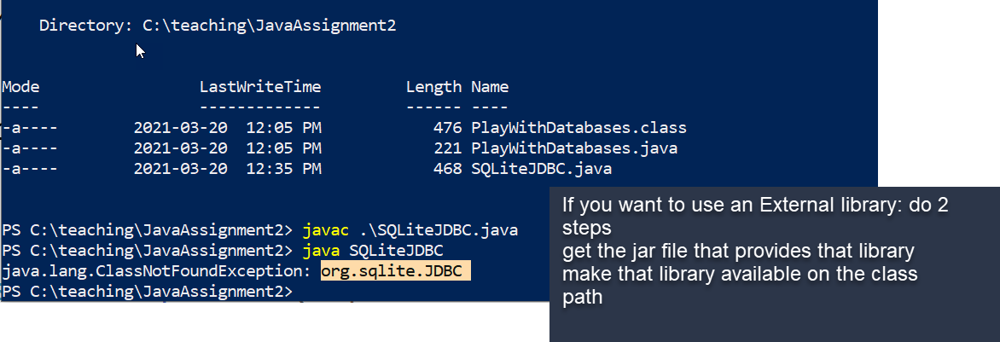 Directory: C:\teaching\JavaAssignment2
Mode LastWriteTime Length Name
---- ------------- ------ ----
-a---- 2021-03-20 12:05 PM 476 PlayWithDatabases.class
-a---- 2021-03-20 12:05 PM 221 PlayWithDatabases.java
-a---- 2021-03-20 12:35 PM 468 SQLiteJDBC.java
PS C:\teaching\JavaAssignment2> javac .\SQLiteJDBC.java
PS C:\teaching\JavaAssignment2> java SQLiteJDBC
java.lang.ClassNotFoundException: org.sqlite.JDBC
PS C:\teaching\JavaAssignment2>
If you want to use an External library: do 2
steps
get the jar file that provides that library
make that library available on the class
path